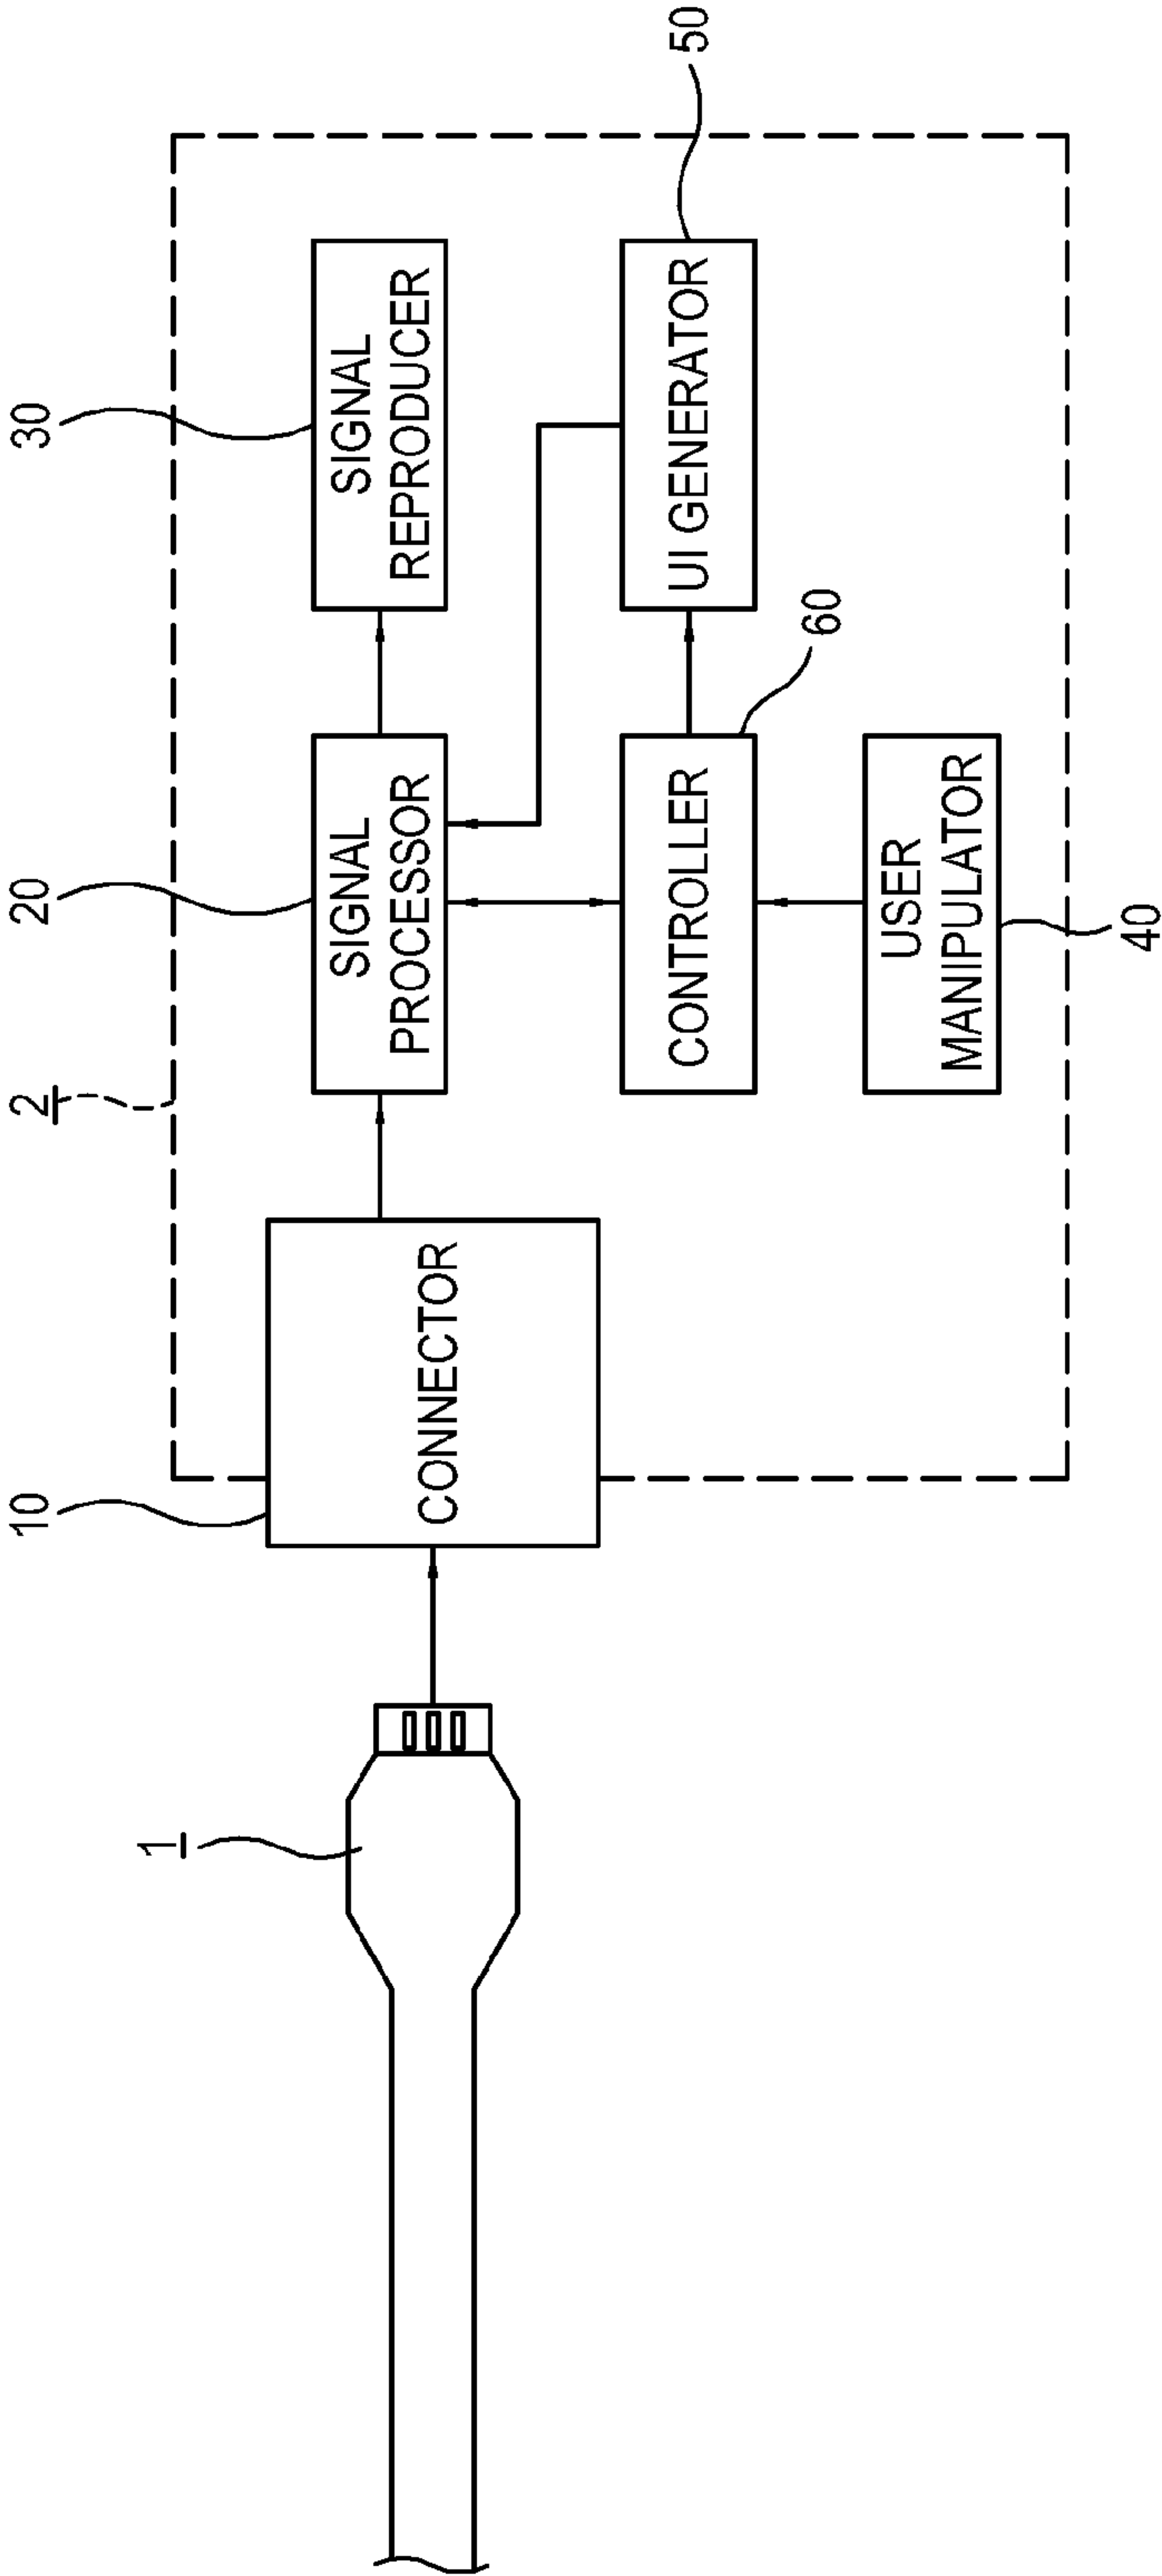 1
10
2
20
30
CONNECTOR
SIGNAL
PROCESSOR
SIGNAL
REPRODUCER
CONTROLLER
60
UI GENERATOR
50
USER
MANIPULATOR
40